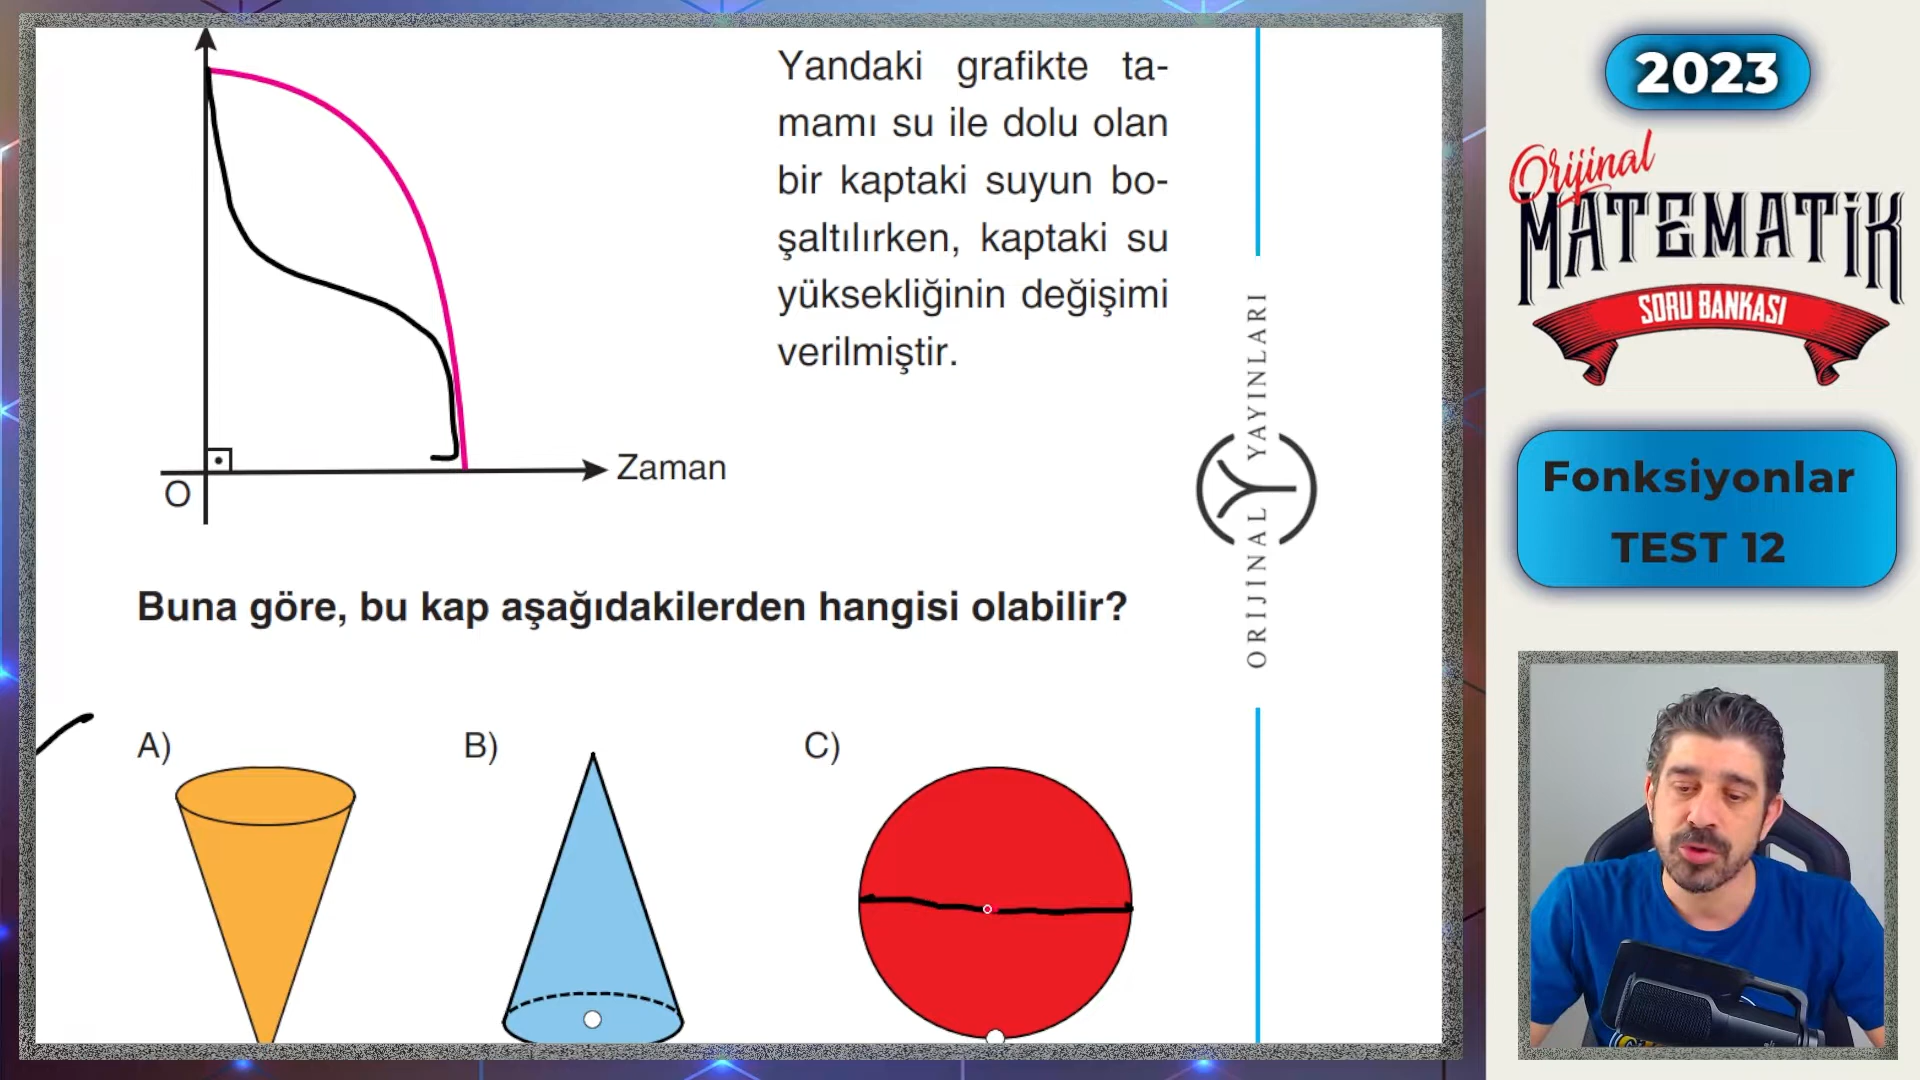 Yandaki grafikte ta-
mamı su ile dolu olan
bir kaptaki suyun bo-
şaltılırken, kaptaki su
yüksekliğinin değişimi
verilmiştir.
Zaman
O
Buna göre, bu kap aşağıdakilerden hangisi olabilir?
A)
B)
C)
ORİJİNAL YAYINLARI
2023
Orijinal
MATEMATİK
SORU BANKASI
Fonksiyonlar
TEST 12